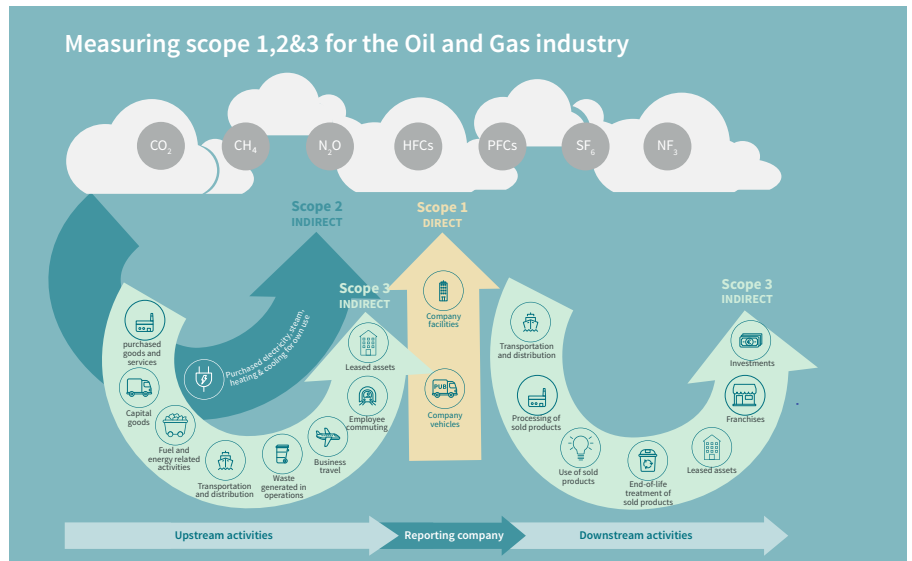 Measuring scope 1,2&3 for the Oil and Gas industry
CO2
CH4
N2O
HFCs
PFCs
SF6
NF3
Scope 2
INDIRECT
Scope 1
DIRECT
Scope 3
INDIRECT
Scope 3
INDIRECT
purchased
goods and
services
Capital
goods
Fuel and
energy related
activities
Transportation
and distribution
Waste
generated in
operations
Business
travel
Employee
commuting
Leased assets
Purchased electricity, steam,
heating & cooling for own use
Company
facilities
PUB
Company
vehicles
Transportation
and distribution
Processing of
sold products
Use of sold
products
End-of-life
treatment of
sold products
Leased assets
Franchises
Investments
Upstream activities
Reporting company
Downstream activities